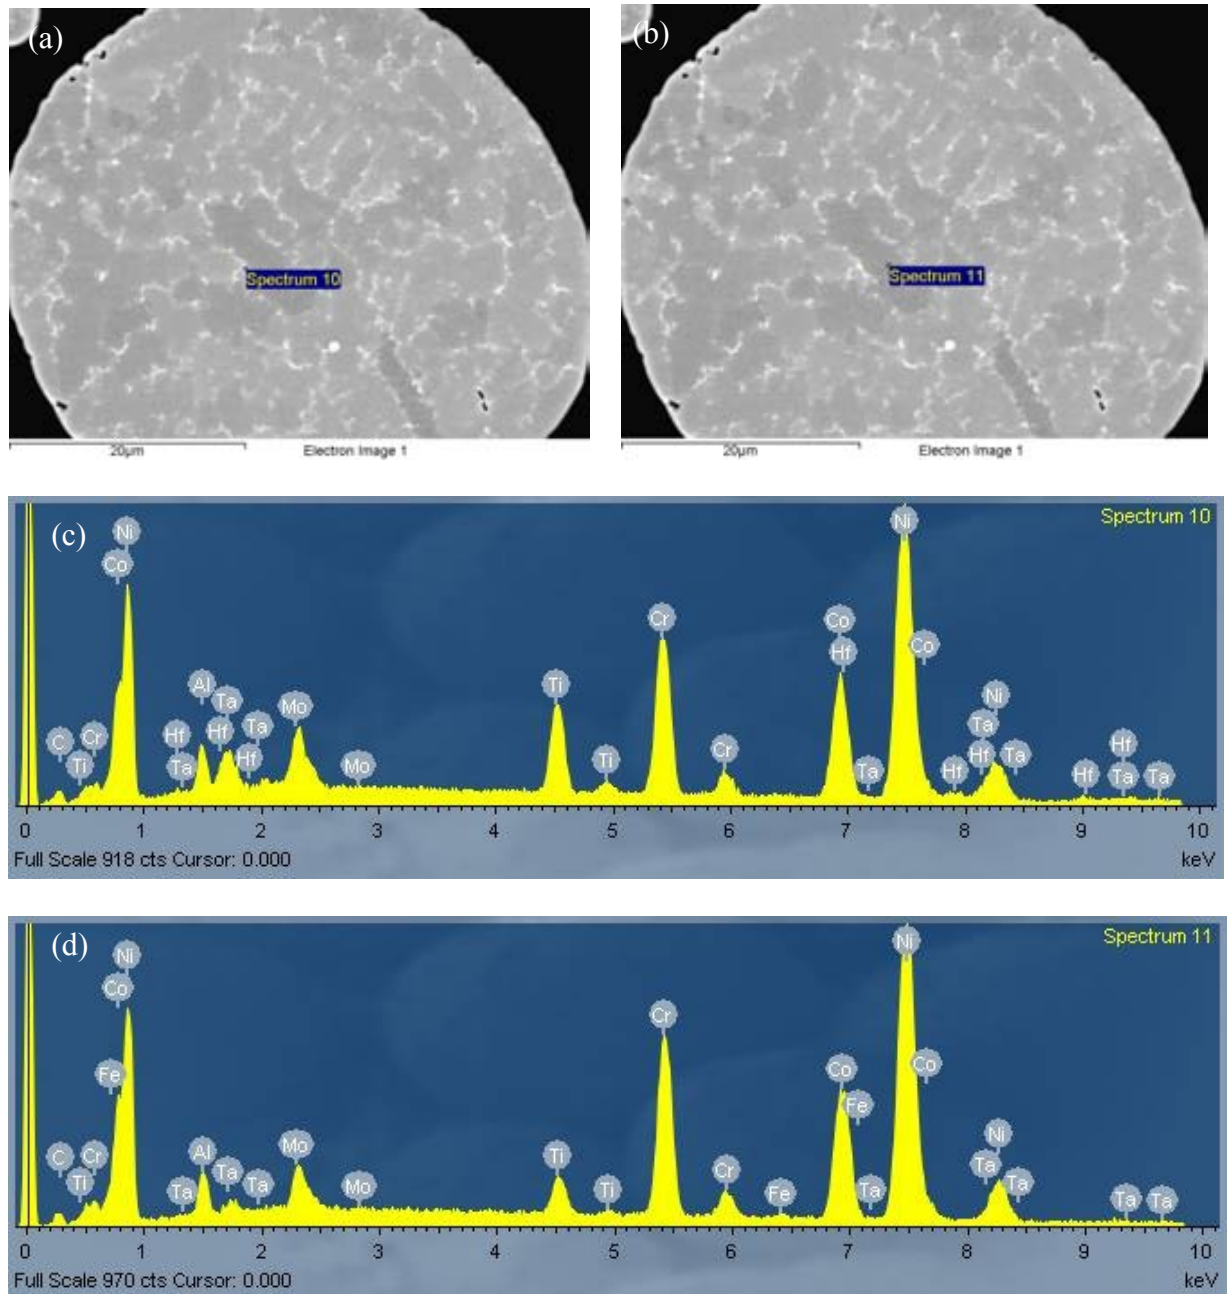 (a)
(b)
Spectrum 10
Spectrum 11
20μm
Electron Image 1
20μm
Electron Image 1
(c)
Spectrum 10
Ni
Ni
Co
Cr
Co
Co
Hf
Al
Ti
Ni
Ta
Mo
Ta
Ta
C
Cr
Hf
Hf
Hf
Ta
Hf
Ti
Ta
Hf
Mo
Ti
Cr
Ta
Hf
Hf
Ta
Ta
0 1 2 3 4 5 6 7 8 9 10
Full Scale 918 cts Cursor: 0.000
keV
(d)
Spectrum 11
Ni
Ni
Co
Cr
Fe
Co
Co
Fe
Ni
C
Cr
Al
Mo
Ti
Cr
Ta
Ti
Ta
Ta
Ta
Mo
Ti
Fe
Ta
Ta
Ta
Ta
0 1 2 3 4 5 6 7 8 9 10
Full Scale 970 cts Cursor: 0.000
keV